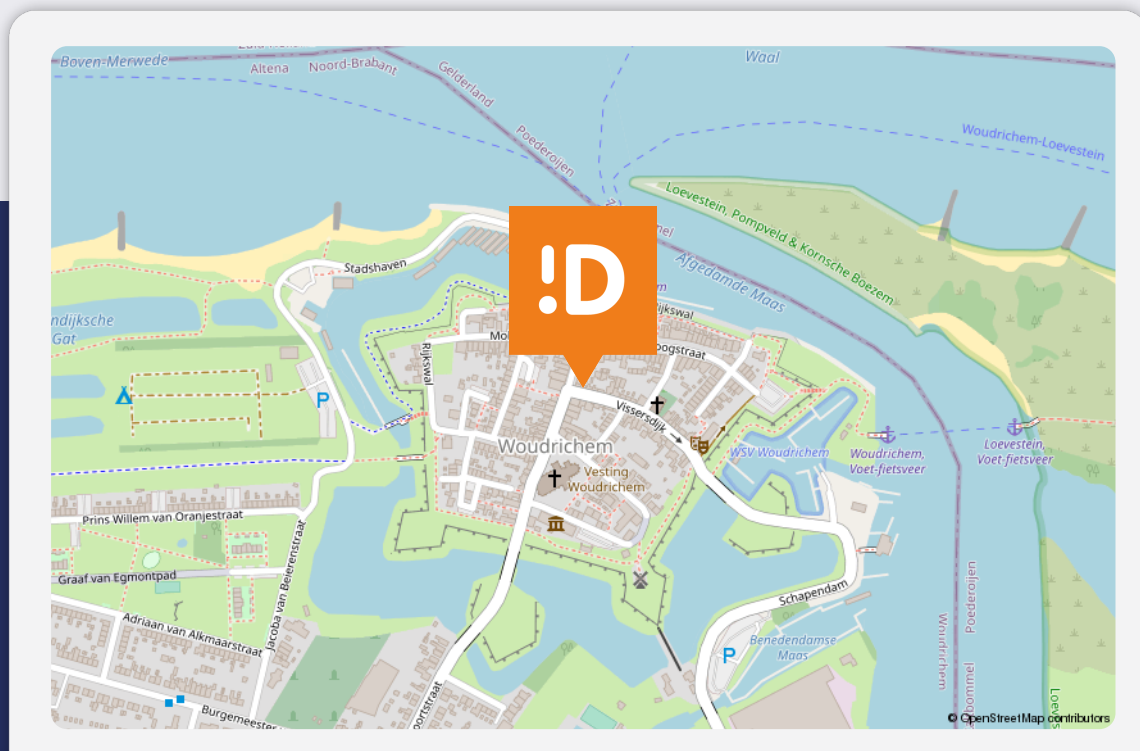 Boven-Merwede
Altena
Noord-Brabant
Gelderland
Poederoijen
Waal
Woudrichem-Loevestein
Loevestein, Pompveld & Kornsche Boezem
Afgedamde Maas
Stadshaven
!D
Rijkswal
Vissersdijk
Woudrichem
Vesting
Woudrichem
WSV Woudrichem
Woudrichem,
Voet-fietsveer
Loevestein,
Voet-fietsveer
P
Prins Willem van Oranjestraat
Graaf van Egmontpad
Jacoba van Beierenstraat
Adriaan van Alkmaarstraat
Schapendam
Benedendamse
Maas
P
Poederoijen
Woudrichem
© OpenStreetMap contributors